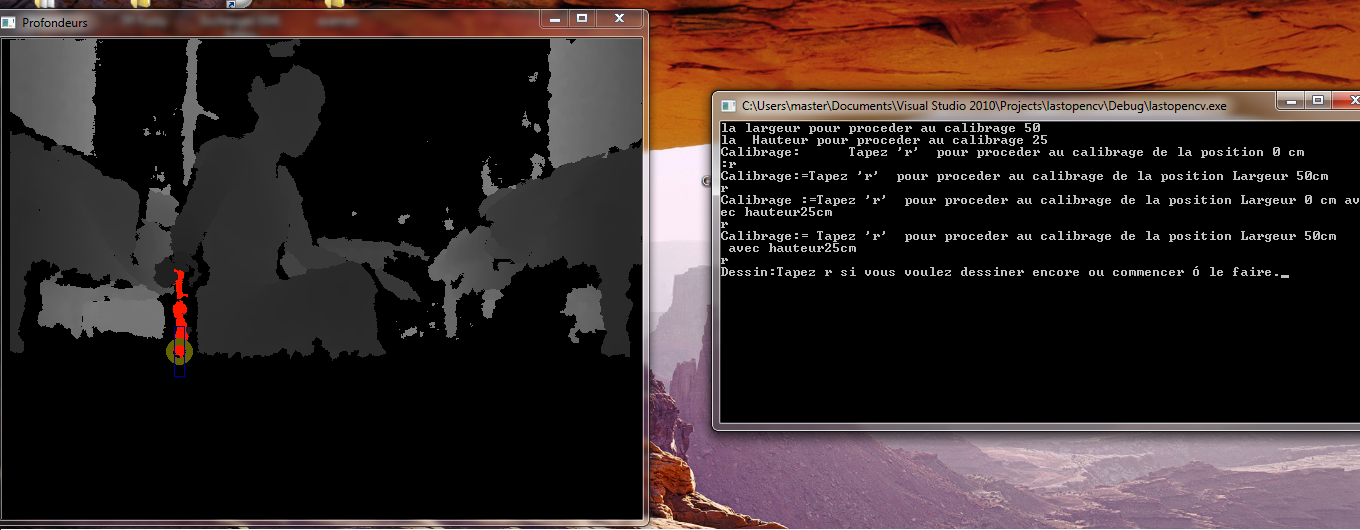 Profondeurs
C:\Users\master\Documents\Visual Studio 2010\Projects\lastopencv\Debug\lastopencv.exe
la largeur pour proceder au calibrage 50
la  Hauteur pour proceder au calibrage 25
Calibrage:      Tapez 'r'  pour proceder au calibrage de la position 0 cm
:r
Calibrage:=Tapez 'r'  pour proceder au calibrage de la position Largeur 50cm
r
Calibrage :=Tapez 'r'  pour proceder au calibrage de la position Largeur 0 cm av
ec hauteur25cm
r
Calibrage:= Tapez 'r'  pour proceder au calibrage de la position Largeur 50cm
 avec hauteur25cm
r
Dessin:Tapez r si vous voulez dessiner encore ou commencer Ó le faire._